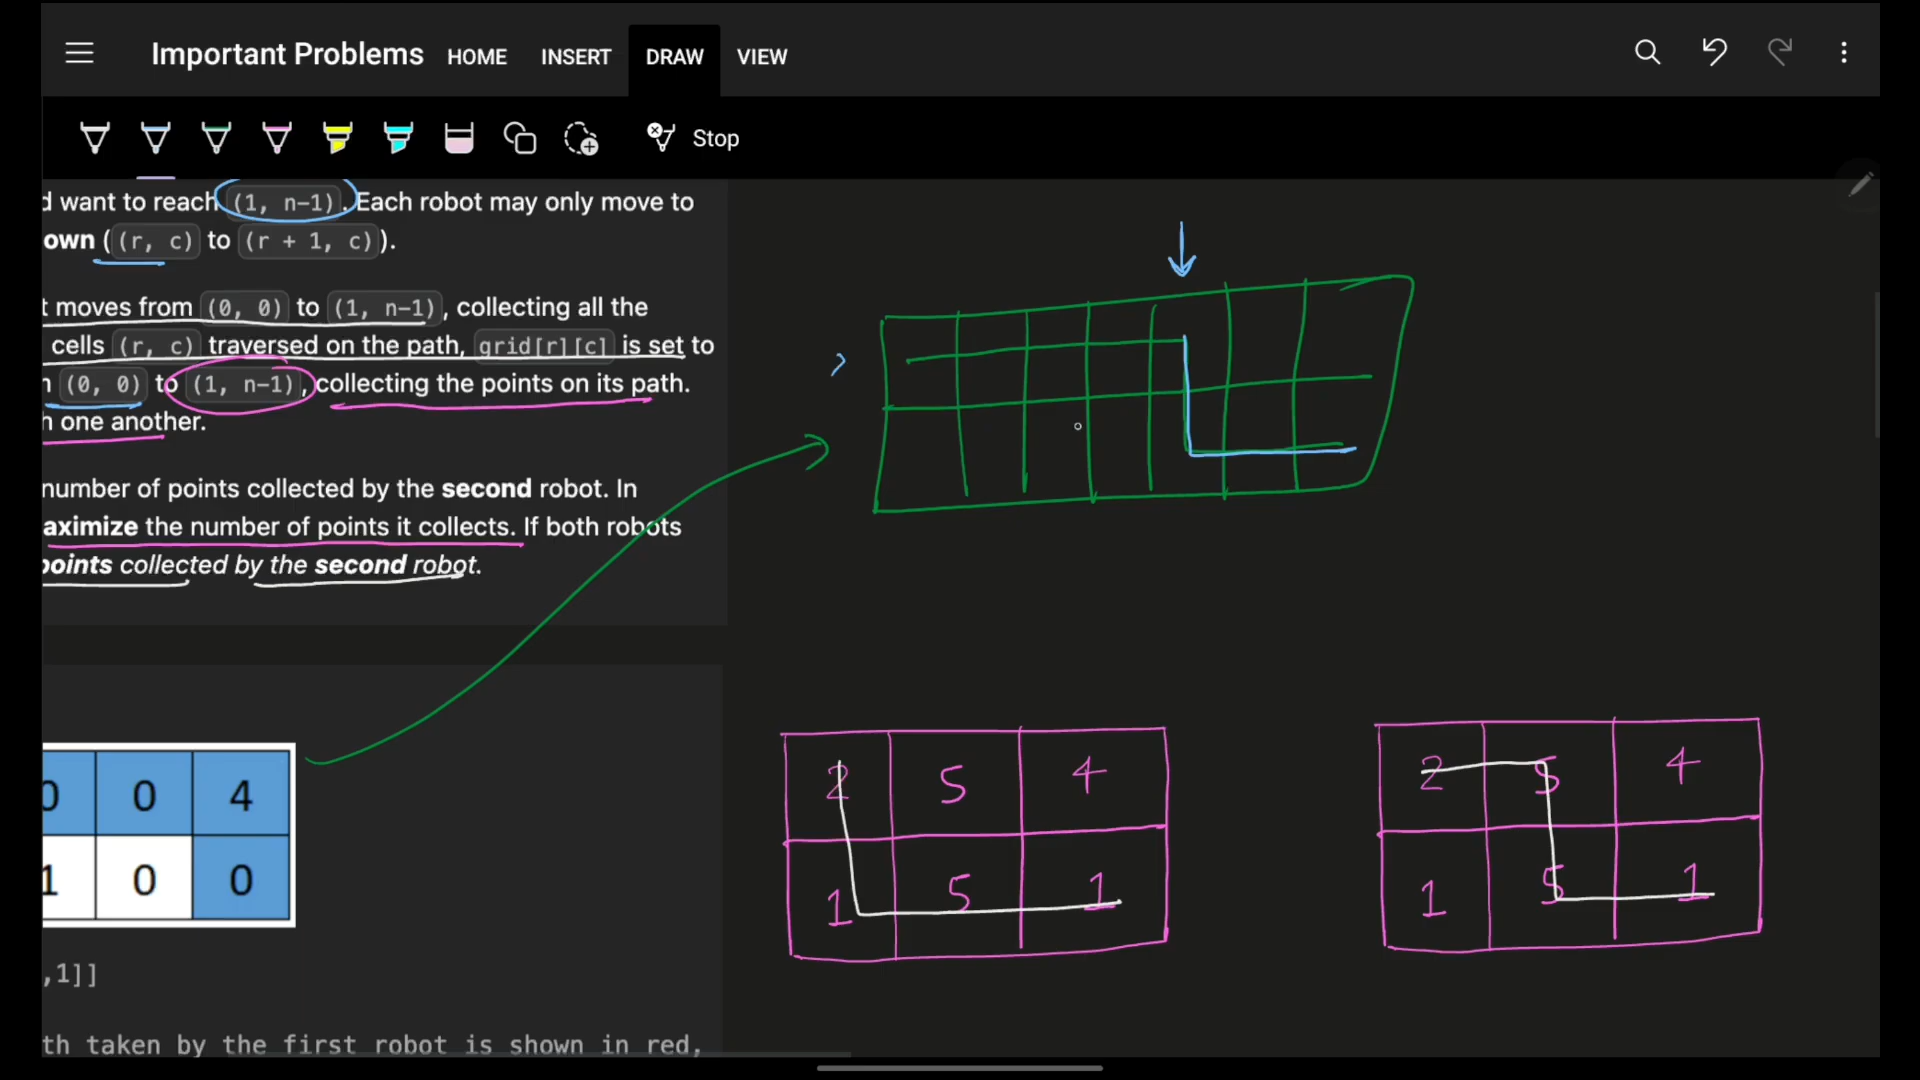 Important Problems HOME INSERT DRAW VIEW
Stop
d want to reach (1, n-1). Each robot may only move to
own ((r, c) to (r + 1, c)).
t moves from (0, 0) to (1, n-1), collecting all the
cells (r, c) traversed on the path, grid[r][c] is set to
n (0, 0) to (1, n-1), collecting the points on its path.
h one another.
number of points collected by the second robot. In
aximize the number of points it collects. If both robots
points collected by the second robot.
0 0 4
1 0 0
,1]]
th taken by the first robot is shown in red,
2 5 4
1 5 1
2 5 4
1 5 1